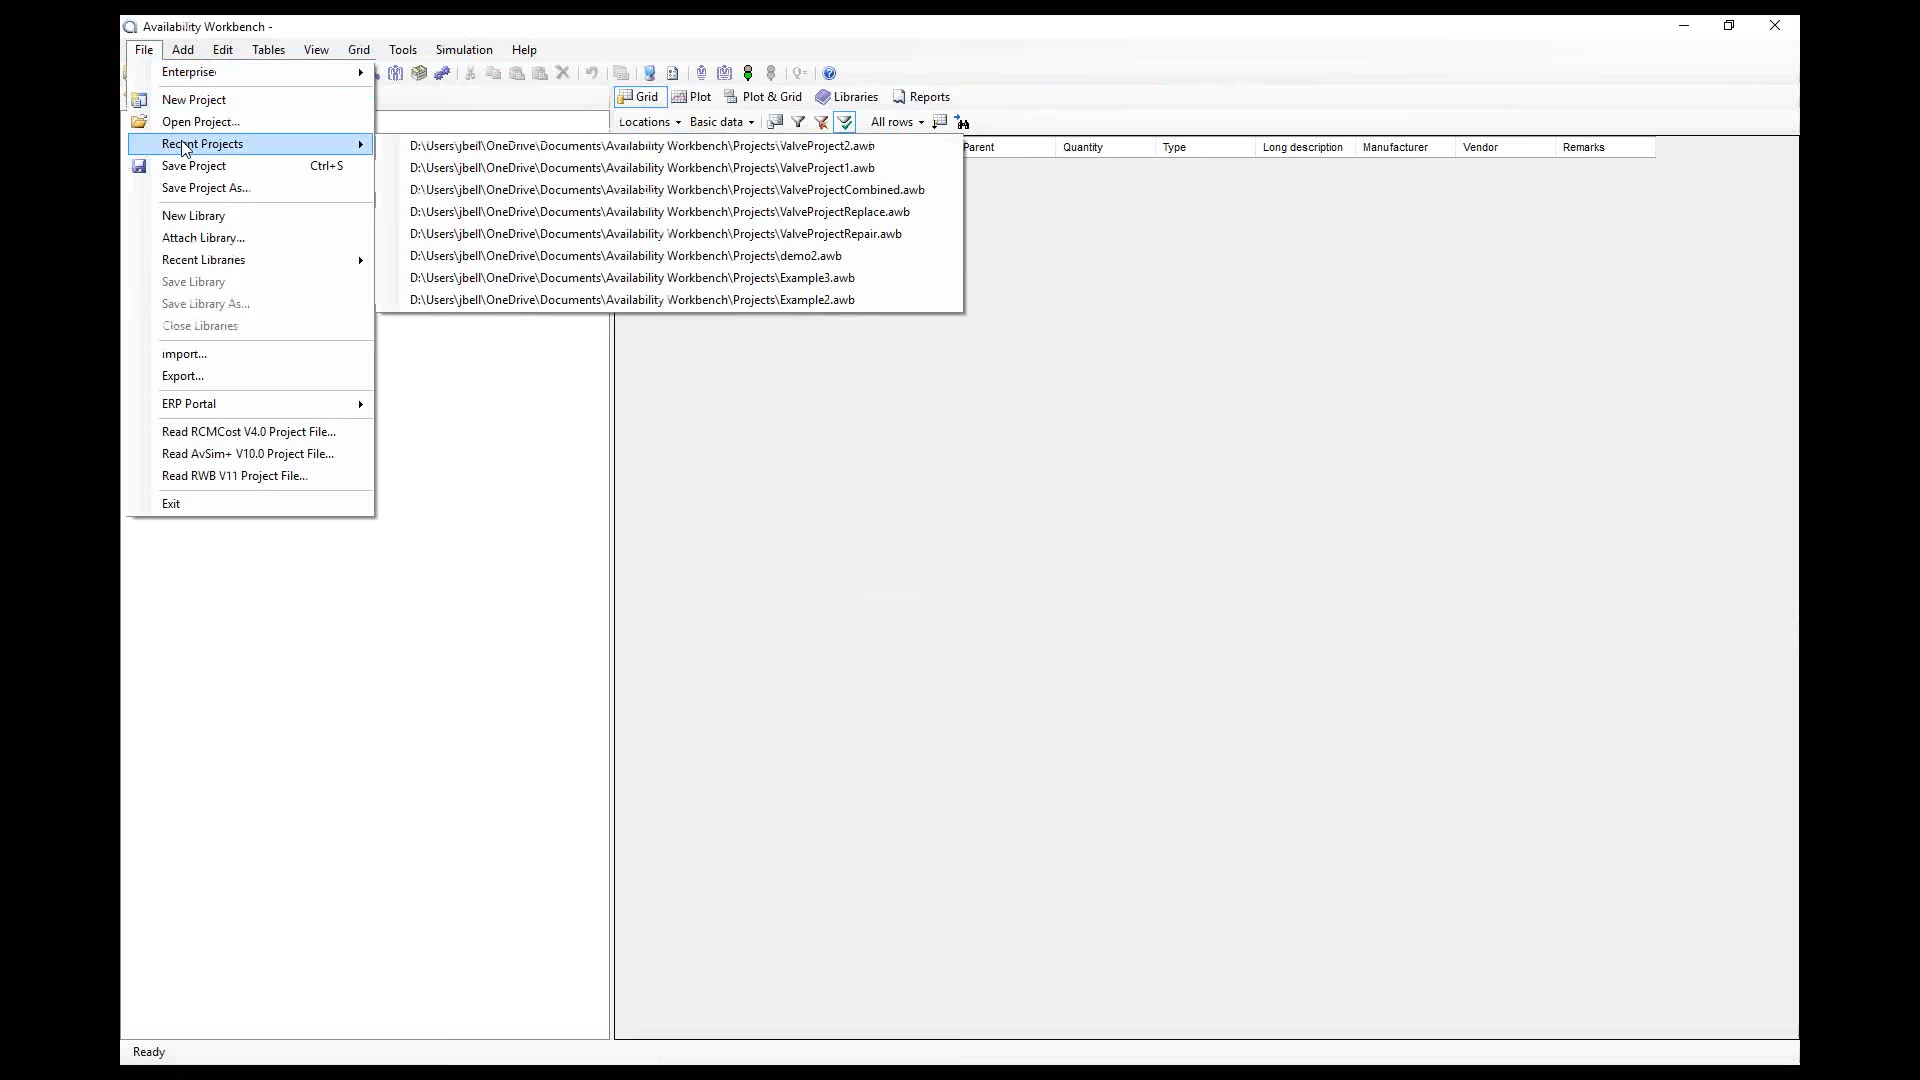 Availability Workbench -
File Add Edit Tables View Grid Tools Simulation Help
Enterprise
New Project
Open Project...
Recent Projects
Save Project Ctrl+S
Save Project As...
New Library
Attach Library...
Recent Libraries
Save Library
Save Library As...
Close Libraries
Import...
Export...
ERP Portal
Read RCMCost V4.0 Project File...
Read AvSim+ V10.0 Project File...
Read RWB V11 Project File...
Exit
D:\Users\jbell\OneDrive\Documents\Availability Workbench\Projects\ValveProject2.awb
D:\Users\jbell\OneDrive\Documents\Availability Workbench\Projects\ValveProject1.awb
D:\Users\jbell\OneDrive\Documents\Availability Workbench\Projects\ValveProjectCombined.awb
D:\Users\jbell\OneDrive\Documents\Availability Workbench\Projects\ValveProjectReplace.awb
D:\Users\jbell\OneDrive\Documents\Availability Workbench\Projects\ValveProjectRepair.awb
D:\Users\jbell\OneDrive\Documents\Availability Workbench\Projects\demo2.awb
D:\Users\jbell\OneDrive\Documents\Availability Workbench\Projects\Example3.awb
D:\Users\jbell\OneDrive\Documents\Availability Workbench\Projects\Example2.awb
Grid Plot Plot & Grid Libraries Reports
Locations Basic data All rows
Parent Quantity Type Long description Manufacturer Vendor Remarks
Ready